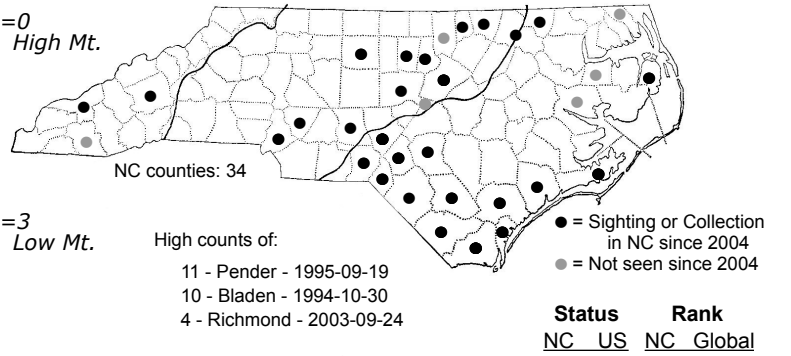 =0
High Mt.
NC counties: 34
=3
Low Mt.
High counts of:
11 - Pender - 1995-09-19
10 - Bladen - 1994-10-30
4 - Richmond - 2003-09-24
= Sighting or Collection
in NC since 2004
= Not seen since 2004
Status Rank
NC US NC Global